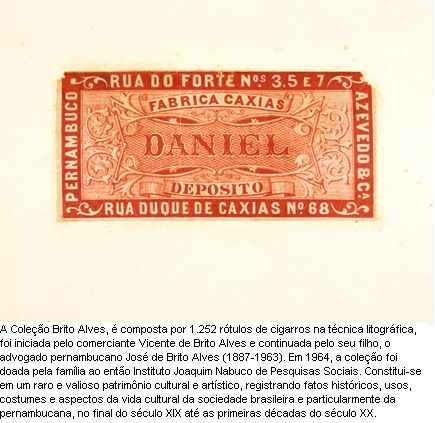 RUA DO FORTE Nos 3.5 E 7
PERNAMBUCO
FABRICA CAXIAS
DANIEL
DEPOSITO
AZEVEDO & Ca.
RUA DUQUE DE CAXIAS No 68
A Coleção Brito Alves, é composta por 1.252 rótulos de cigarros na técnica litográfica,
foi iniciada pelo comerciante Vicente de Brito Alves e continuada pelo seu filho, o
advogado pernambucano José de Brito Alves (1887-1963). Em 1964, a coleção foi
doada pela família ao então Instituto Joaquim Nabuco de Pesquisas Sociais. Constitui-se
em um raro e valioso patrimônio cultural e artístico, registrando fatos históricos, usos,
costumes e aspectos da vida cultural da sociedade brasileira e particularmente da
pernambucana, no final do século XIX até as primeiras décadas do século XX.